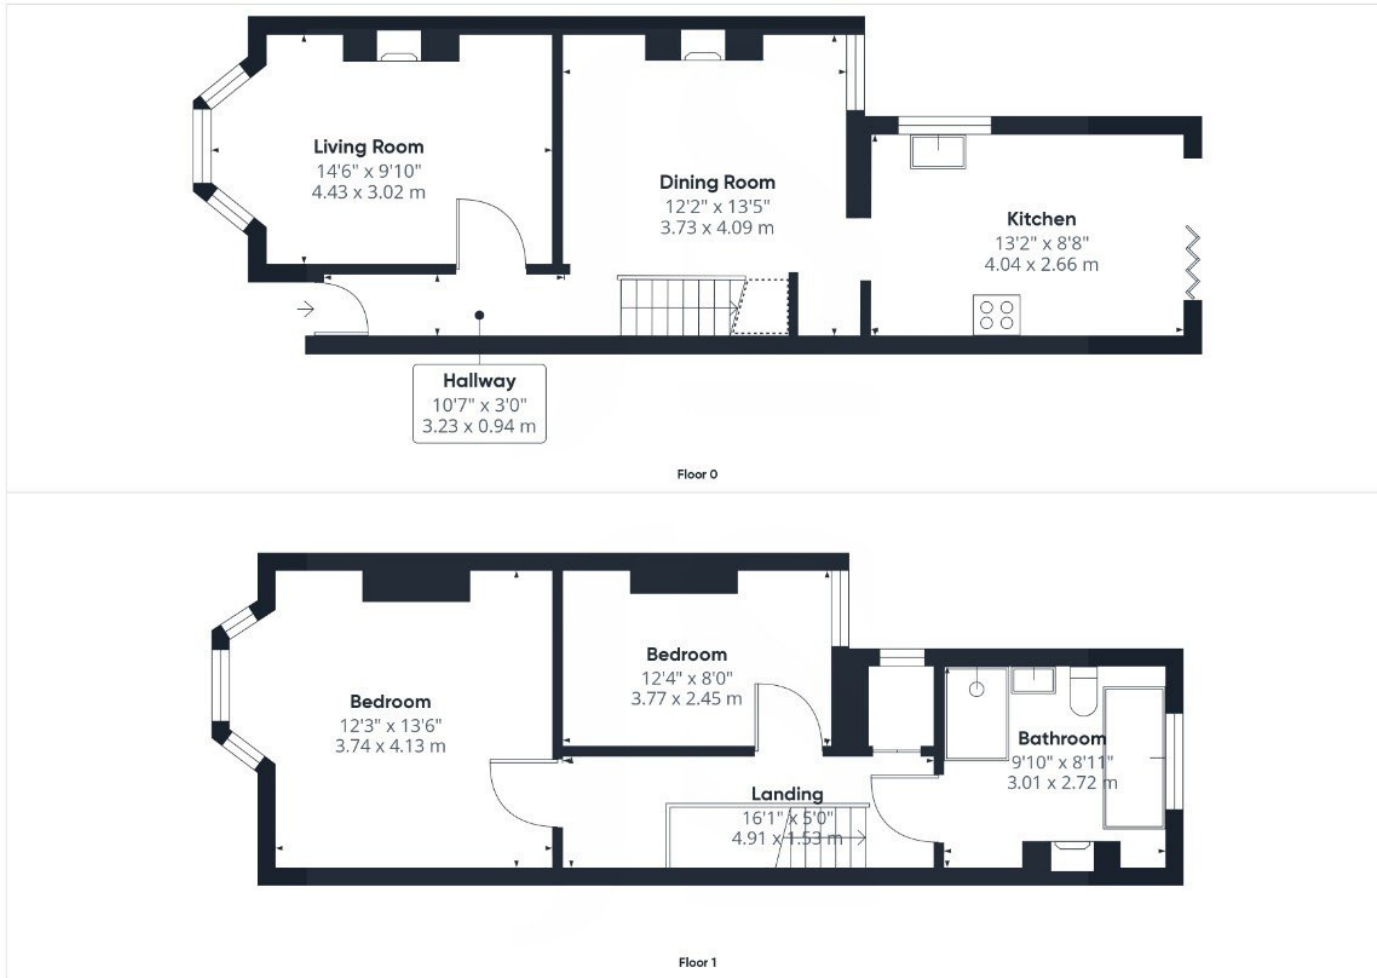 Living Room
14'6" x 9'10"
4.43 x 3.02 m
Dining Room
12'2" x 13'5"
3.73 x 4.09 m
Kitchen
13'2" x 8'8"
4.04 x 2.66 m
Hallway
10'7" x 3'0"
3.23 x 0.94 m
Floor 0
Bedroom
12'3" x 13'6"
3.74 x 4.13 m
Bedroom
12'4" x 8'0"
3.77 x 2.45 m
Landing
16'1" x 5'0"
4.91 x 1.53 m
Bathroom
9'10" x 8'11"
3.01 x 2.72 m
Floor 1